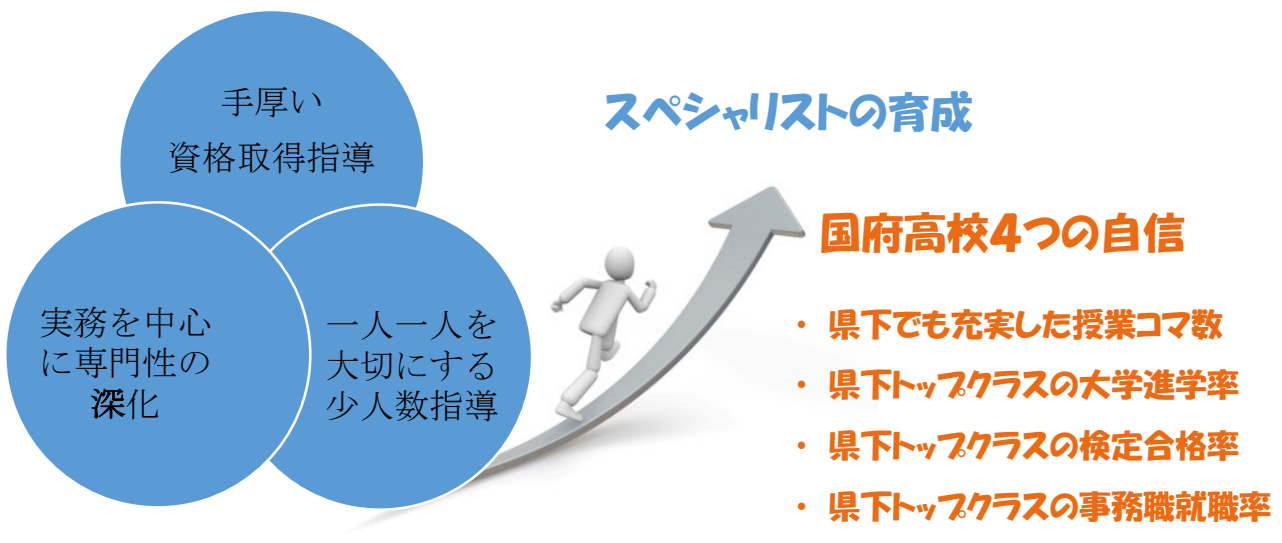 手厚い
資格取得指導
実務を中心
に専門性の
深化
一人一人を
大切にする
少人数指導
スペシャリストの育成
国府高校4つの自信
・ 県下でも充実した授業コマ数
・ 県下トップクラスの大学進学率
・ 県下トップクラスの検定合格率
・ 県下トップクラスの事務職就職率